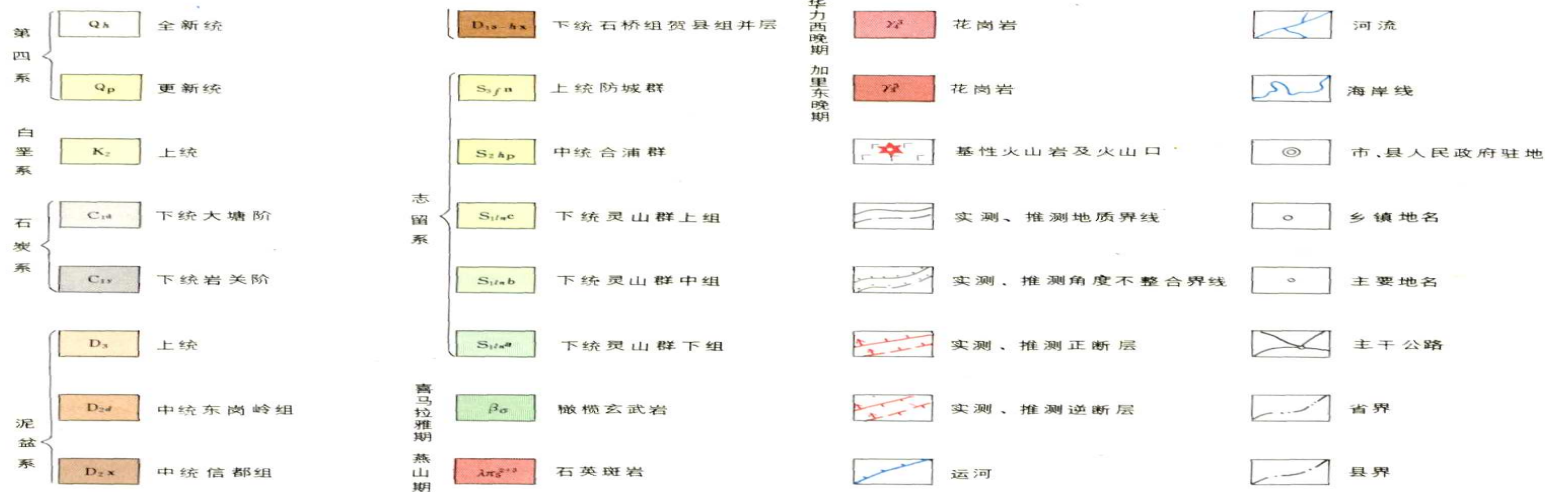 第四系
Qh 全新统
Qp 更新统
白垩系
K₂ 上统
石炭系
C₁d 下统大塘阶
C₁y 下统岩关阶
泥盆系
D₃ 上统
D₂d 中统东岗岭组
D₂x 中统信都组
下统石桥组贺县组并层
志留系
S₃fn 上统防城群
S₂hp 中统合浦群
S₁lnc 下统灵山群上组
S₁lnb 下统灵山群中组
S₁lna 下统灵山群下组
喜马拉雅期
βσ 橄榄玄武岩
燕山期
石英斑岩
华力西晚期
花岗岩
加里东晚期
花岗岩
基性火山岩及火山口
实测、推测地质界线
实测、推测角度不整合界线
实测、推测正断层
实测、推测逆断层
运河
河流
海岸线
市、县人民政府驻地
乡镇地名
主要地名
主干公路
省界
县界